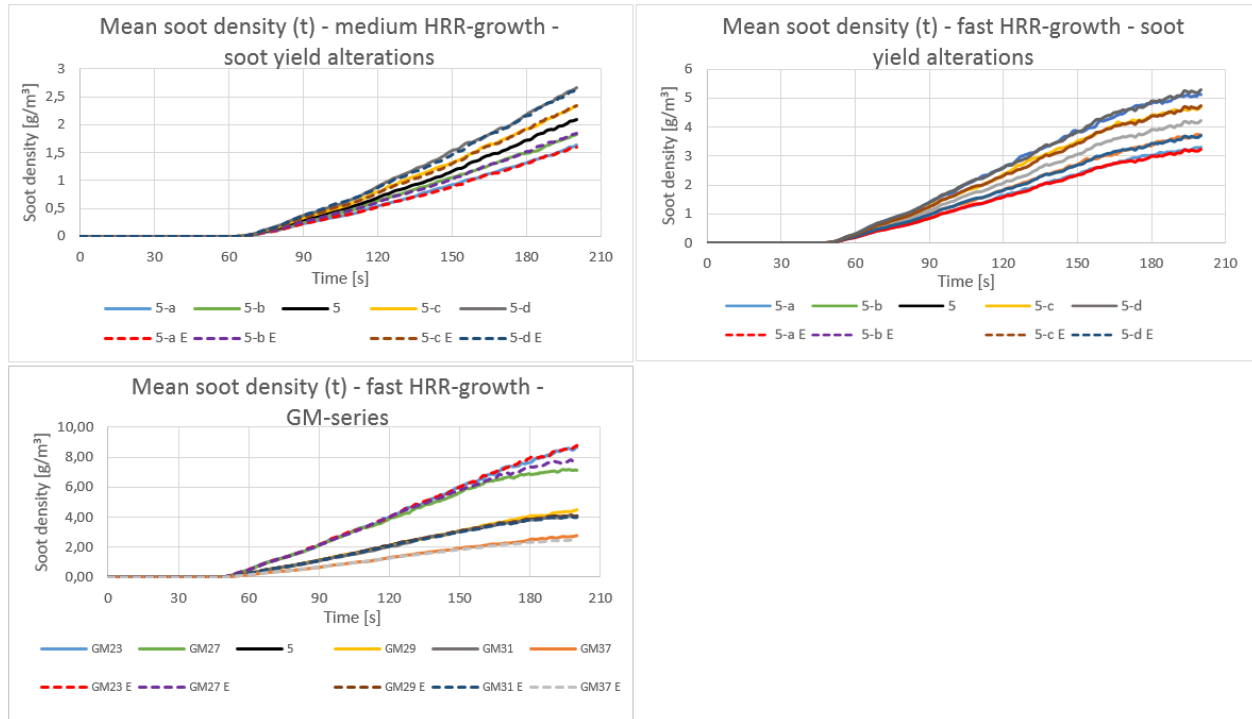 Mean soot density (t) - medium HRR-growth -
soot yield alterations
3
2,5
2
1,5
1
0,5
0
Soot density [g/m³]
0 30 60 90 120 150 180 210
Time [s]
5-a 5-b 5 5-c 5-d
5-a E 5-b E 5-c E 5-d E
Mean soot density (t) - fast HRR-growth - soot
yield alterations
6
5
4
3
2
1
0
Soot density [g/m³]
0 30 60 90 120 150 180 210
Time [s]
5-a 5-b 5 5-c 5-d
5-a E 5-b E 5-c E 5-d E
Mean soot density (t) - fast HRR-growth -
GM-series
10,00
8,00
6,00
4,00
2,00
0,00
Soot density [g/m³]
0 30 60 90 120 150 180 210
Time [s]
GM23 GM27 5 GM29 GM31 GM37
GM23 E GM27 E GM29 E GM31 E GM37 E